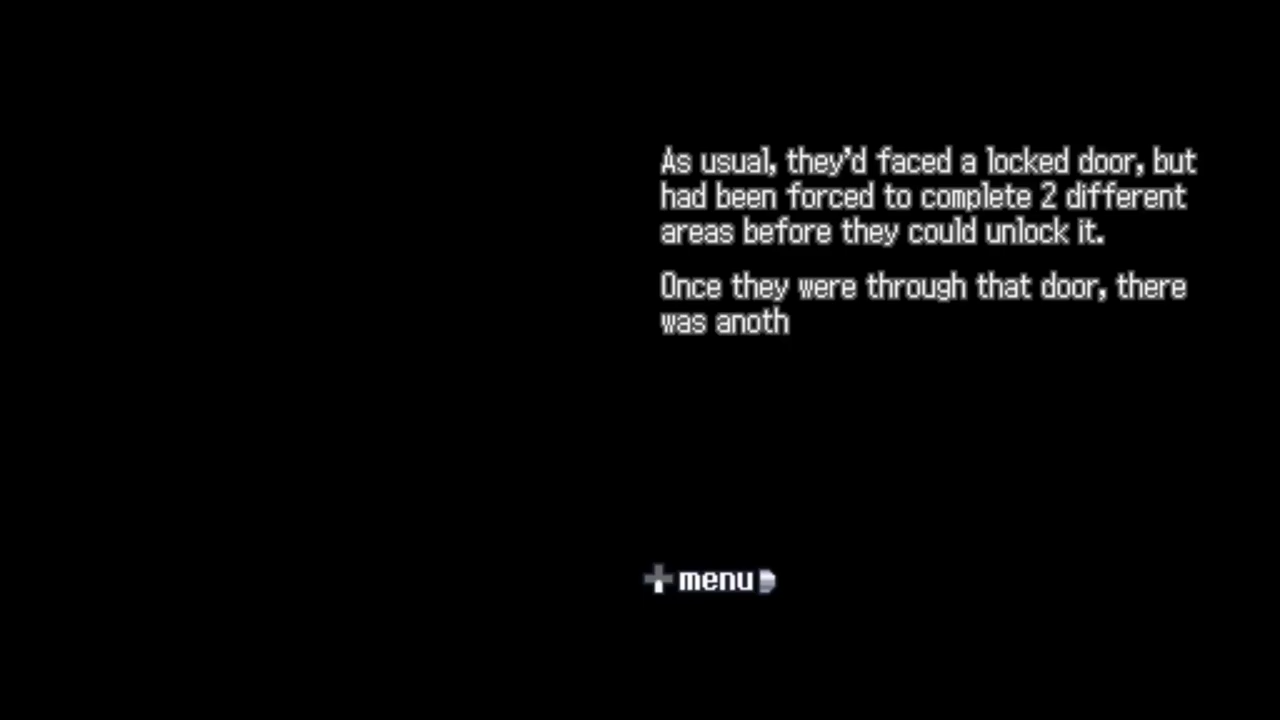 As usual, they'd faced a locked door, but
had been forced to complete 2 different
areas before they could unlock it.
Once they were through that door, there
was anoth
menu